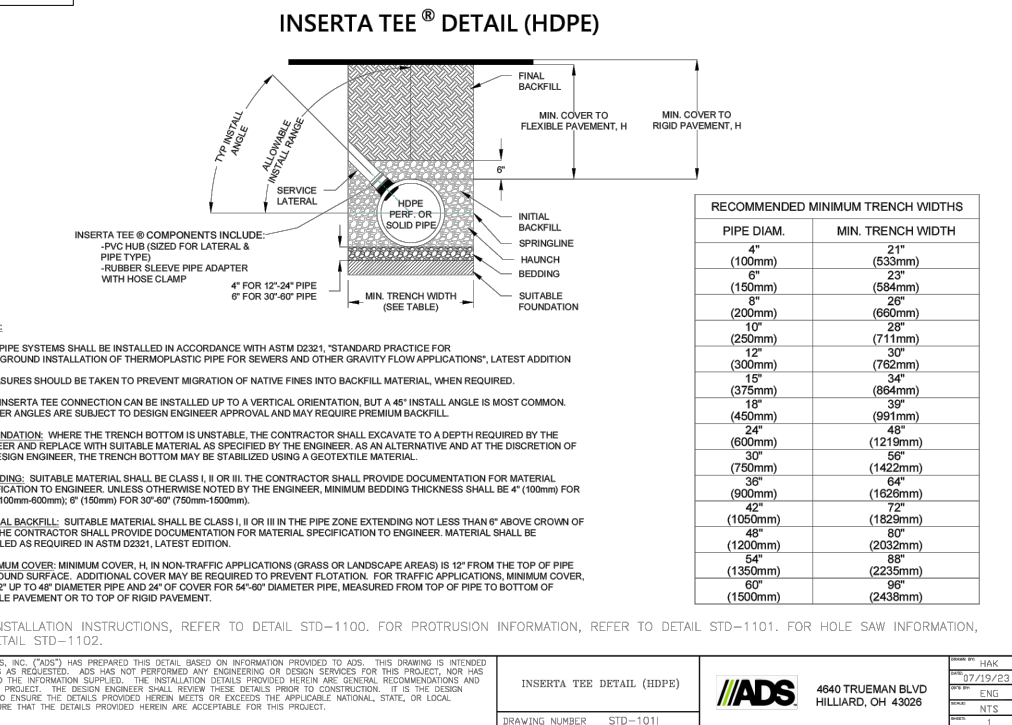 INSERTA TEE ® DETAIL (HDPE)
FINAL
BACKFILL
MIN. COVER TO
FLEXIBLE PAVEMENT, H
MIN. COVER TO
RIGID PAVEMENT, H
TYP INSTALL
ANGLE
ALLOWABLE
INSTALL RANGE
6"
SERVICE
LATERAL
HDPE
PERF. OR
SOLID PIPE
INITIAL
BACKFILL
SPRINGLINE
HAUNCH
BEDDING
SUITABLE
FOUNDATION
INSERTA TEE ® COMPONENTS INCLUDE:
-PVC HUB (SIZED FOR LATERAL &
PIPE TYPE)
-RUBBER SLEEVE PIPE ADAPTER
WITH HOSE CLAMP
4" FOR 12"-24" PIPE
6" FOR 30"-60" PIPE
MIN. TRENCH WIDTH
(SEE TABLE)
RECOMMENDED MINIMUM TRENCH WIDTHS
PIPE DIAM. MIN. TRENCH WIDTH
4" 21"
(100mm) (533mm)
6" 23"
(150mm) (584mm)
8" 26"
(200mm) (660mm)
10" 28"
(250mm) (711mm)
12" 30"
(300mm) (762mm)
15" 34"
(375mm) (864mm)
18" 39"
(450mm) (991mm)
24" 48"
(600mm) (1219mm)
30" 56"
(750mm) (1422mm)
36" 64"
(900mm) (1626mm)
42" 72"
(1050mm) (1829mm)
48" 80"
(1200mm) (2032mm)
54" 88"
(1350mm) (2235mm)
60" 96"
(1500mm) (2438mm)
PIPE SYSTEMS SHALL BE INSTALLED IN ACCORDANCE WITH ASTM D2321, "STANDARD PRACTICE FOR
GROUND INSTALLATION OF THERMOPLASTIC PIPE FOR SEWERS AND OTHER GRAVITY FLOW APPLICATIONS", LATEST ADDITION
SURES SHOULD BE TAKEN TO PREVENT MIGRATION OF NATIVE FINES INTO BACKFILL MATERIAL, WHEN REQUIRED.
INSERTA TEE CONNECTION CAN BE INSTALLED UP TO A VERTICAL ORIENTATION, BUT A 45° INSTALL ANGLE IS MOST COMMON.
ER ANGLES ARE SUBJECT TO DESIGN ENGINEER APPROVAL AND MAY REQUIRE PREMIUM BACKFILL.
NDATION: WHERE THE TRENCH BOTTOM IS UNSTABLE, THE CONTRACTOR SHALL EXCAVATE TO A DEPTH REQUIRED BY THE
EER AND REPLACE WITH SUITABLE MATERIAL AS SPECIFIED BY THE ENGINEER. AS AN ALTERNATIVE AND AT THE DISCRETION OF
ESIGN ENGINEER, THE TRENCH BOTTOM MAY BE STABILIZED USING A GEOTEXTILE MATERIAL.
DING: SUITABLE MATERIAL SHALL BE CLASS I, II OR III. THE CONTRACTOR SHALL PROVIDE DOCUMENTATION FOR MATERIAL
FICATION TO ENGINEER. UNLESS OTHERWISE NOTED BY THE ENGINEER, MINIMUM BEDDING THICKNESS SHALL BE 4" (100mm) FOR
100mm-600mm); 6" (150mm) FOR 30"-60" (750mm-1500mm).
AL BACKFILL: SUITABLE MATERIAL SHALL BE CLASS I, II OR III IN THE PIPE ZONE EXTENDING NOT LESS THAN 6" ABOVE CROWN OF
HE CONTRACTOR SHALL PROVIDE DOCUMENTATION FOR MATERIAL SPECIFICATION TO ENGINEER. MATERIAL SHALL BE
LED AS REQUIRED IN ASTM D2321, LATEST EDITION.
MUM COVER: MINIMUM COVER, H, IN NON-TRAFFIC APPLICATIONS (GRASS OR LANDSCAPE AREAS) IS 12" FROM THE TOP OF PIPE
OUND SURFACE. ADDITIONAL COVER MAY BE REQUIRED TO PREVENT FLOTATION. FOR TRAFFIC APPLICATIONS, MINIMUM COVER,
2" UP TO 48" DIAMETER PIPE AND 24" OF COVER FOR 54"-60" DIAMETER PIPE, MEASURED FROM TOP OF PIPE TO BOTTOM OF
LE PAVEMENT OR TO TOP OF RIGID PAVEMENT.
NSTALLATION INSTRUCTIONS, REFER TO DETAIL STD-1100. FOR PROTRUSION INFORMATION, REFER TO DETAIL STD-1101. FOR HOLE SAW INFORMATION,
ETAIL STD-1102.
S, INC. ("ADS") HAS PREPARED THIS DETAIL BASED ON INFORMATION PROVIDED TO ADS. THIS DRAWING IS INTENDED
S AS REQUESTED. ADS HAS NOT PERFORMED ANY ENGINEERING OR DESIGN SERVICES FOR THIS PROJECT, NOR HAS
D THE INFORMATION SUPPLIED. THE INSTALLATION DETAILS PROVIDED HEREIN ARE GENERAL RECOMMENDATIONS AND
PROJECT. THE DESIGN ENGINEER SHALL REVIEW THESE DETAILS PRIOR TO CONSTRUCTION. IT IS THE DESIGN
O ENSURE THE DETAILS PROVIDED HEREIN MEETS OR EXCEEDS THE APPLICABLE NATIONAL, STATE, OR LOCAL
URE THAT THE DETAILS PROVIDED HEREIN ARE ACCEPTABLE FOR THIS PROJECT.
INSERTA TEE DETAIL (HDPE)
DRAWING NUMBER STD-101I
ADS
4640 TRUEMAN BLVD
HILLIARD, OH 43026
DRAWN BY: HAK
DATE: 07/19/23
ENG
SCALE: NTS
SHEET: 1